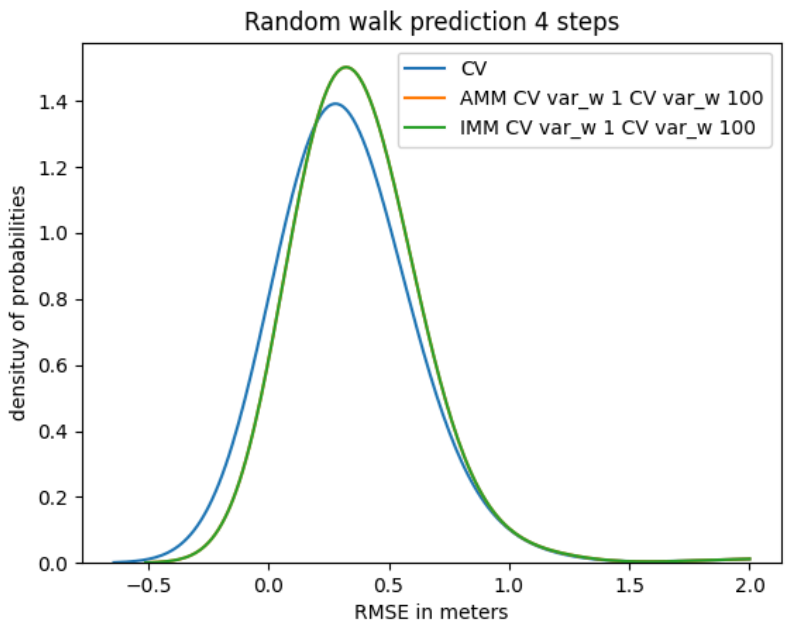 Random walk prediction 4 steps
CV
AMM CV var_w 1 CV var_w 100
IMM CV var_w 1 CV var_w 100
densituy of probabilities
1.4
1.2
1.0
0.8
0.6
0.4
0.2
0.0
−0.5 0.0 0.5 1.0 1.5 2.0
RMSE in meters